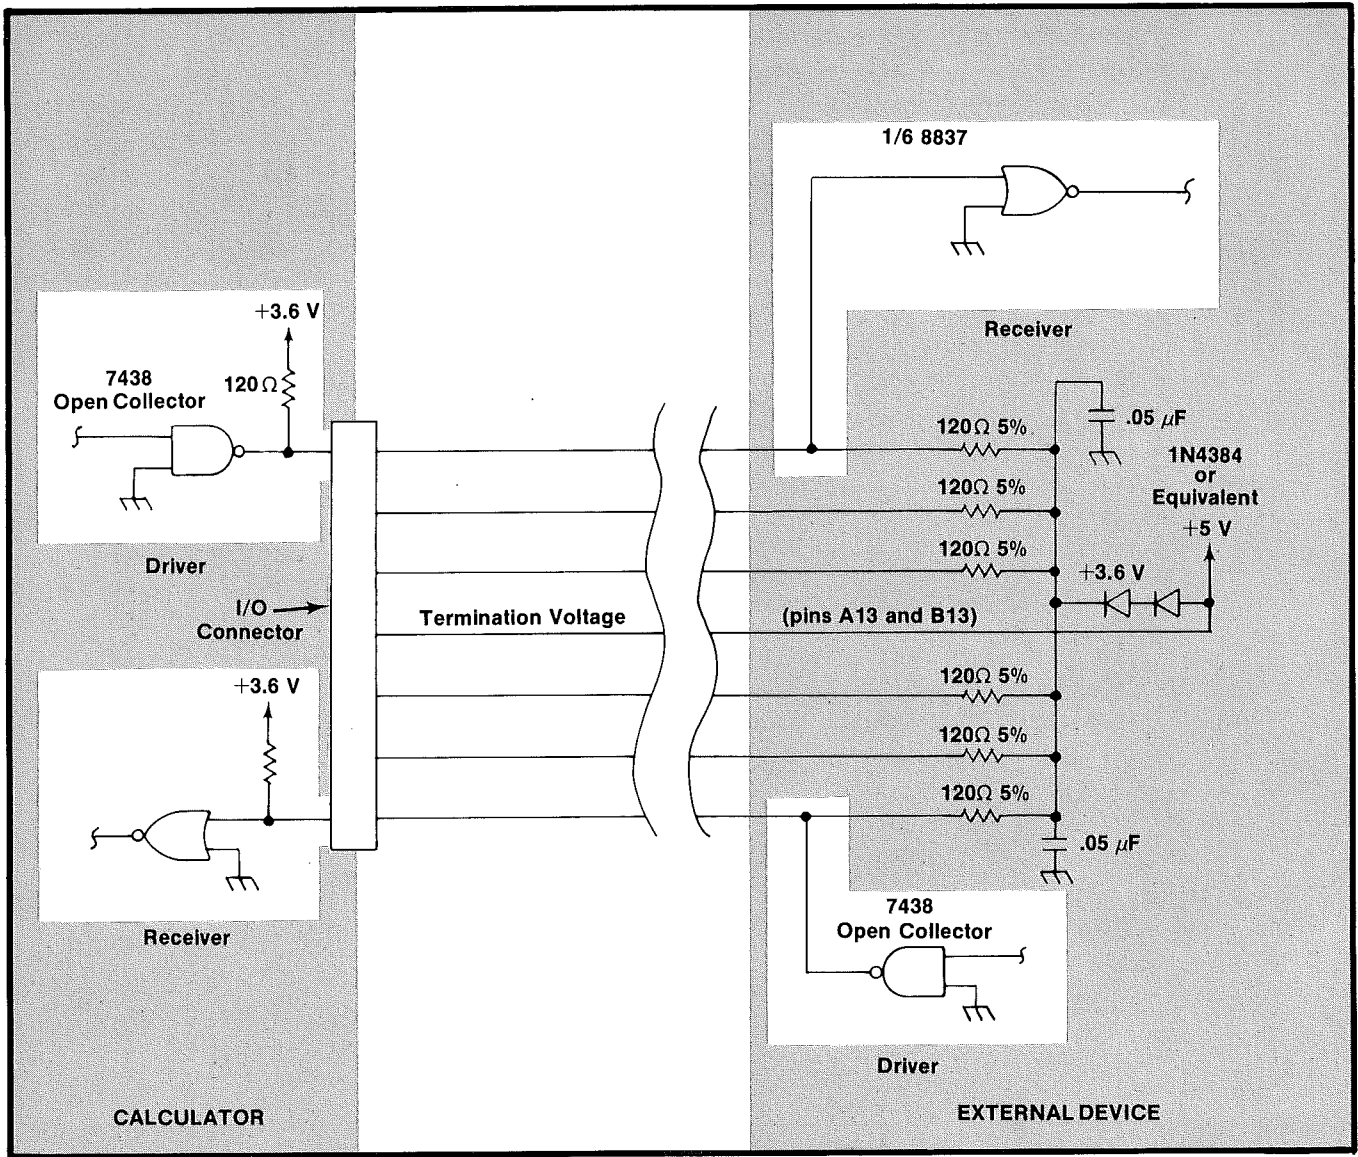 1/6 8837
Receiver
+3.6 V
7438
Open Collector
120Ω
Driver
I/O
Connector
+3.6 V
Receiver
CALCULATOR
Termination Voltage
(pins A13 and B13)
120Ω 5%
120Ω 5%
120Ω 5%
.05 μF
1N4384
or
Equivalent
+5 V
+3.6 V
120Ω 5%
120Ω 5%
120Ω 5%
.05 μF
7438
Open Collector
Driver
EXTERNAL DEVICE